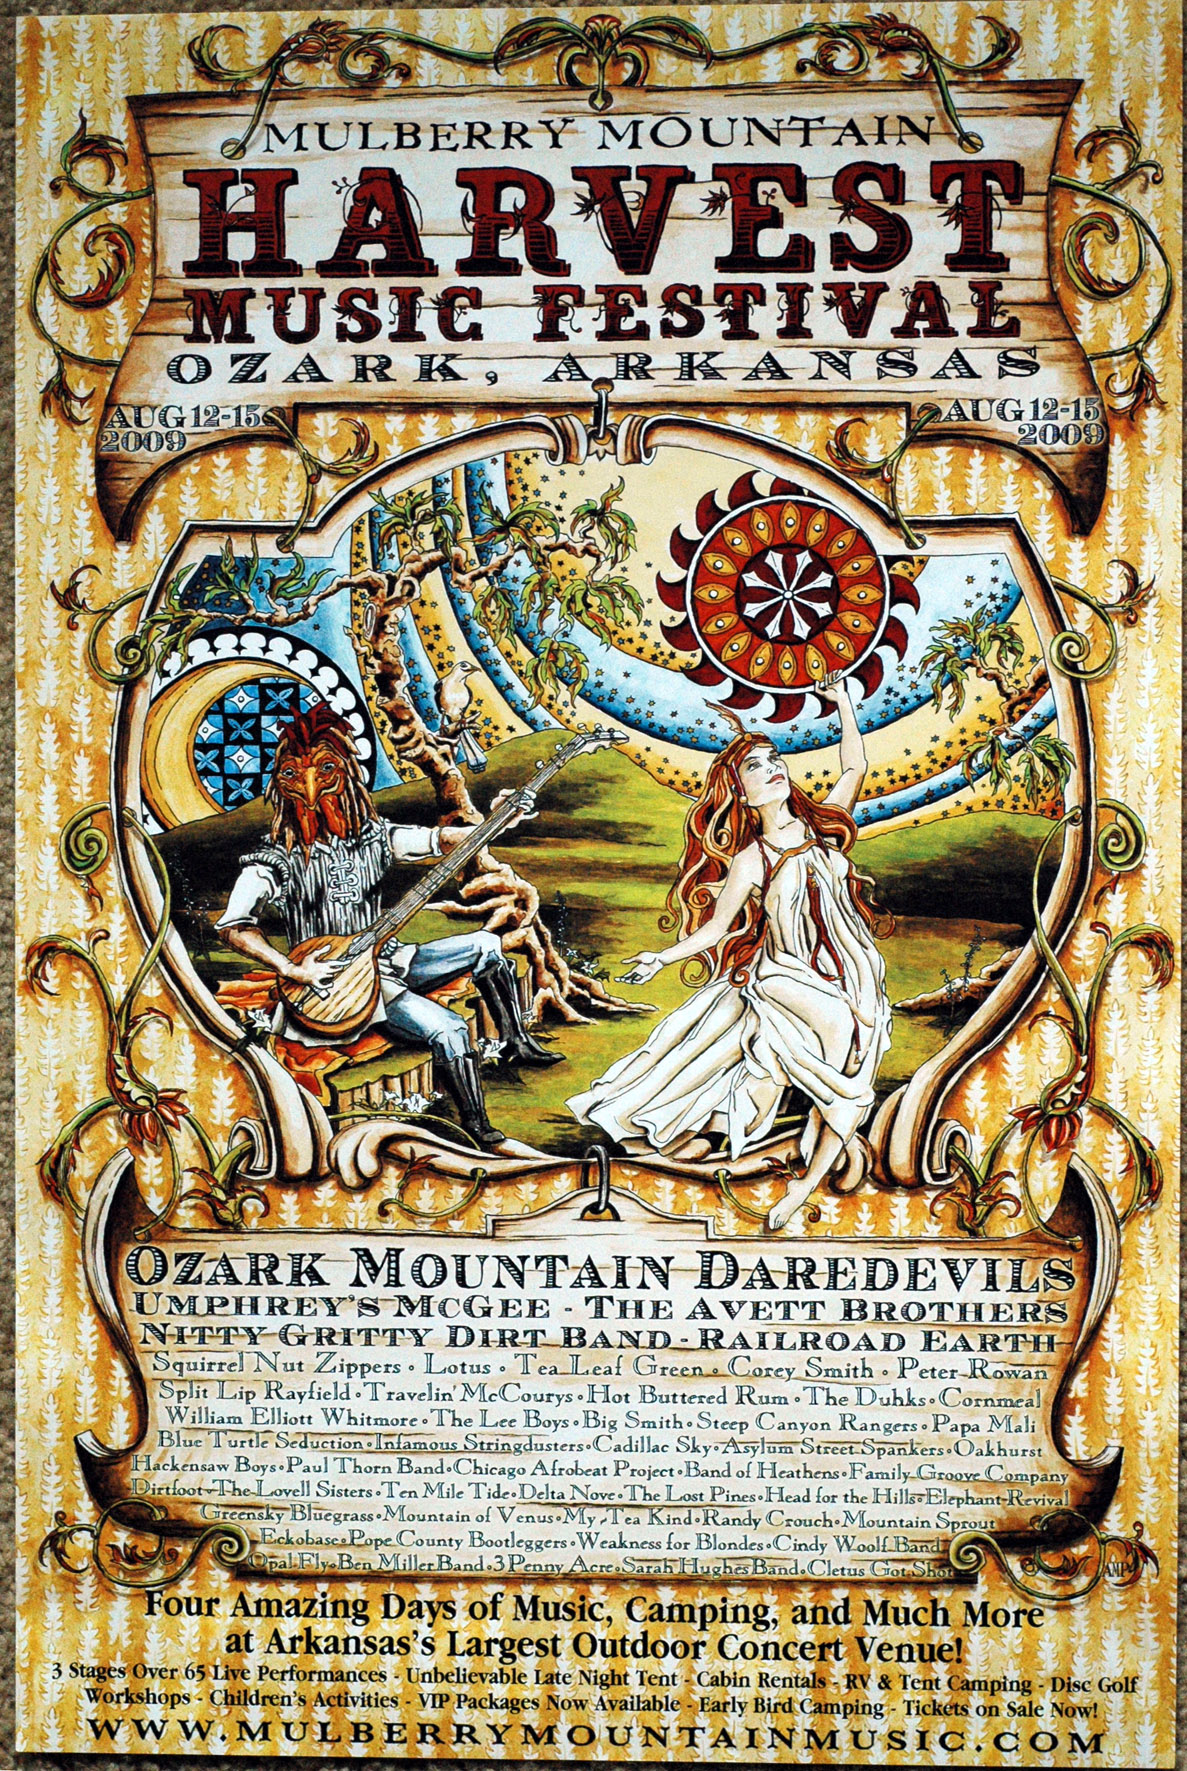 MULBERRY MOUNTAIN
HARVEST
MUSIC FESTIVAL
OZARK, ARKANSAS
AUG 12-15
2009
AUG 12-15
2009
OZARK MOUNTAIN DAREDEVILS
UMPHREY'S MCGEE - THE AVETT BROTHERS
NITTY GRITTY DIRT BAND - RAILROAD EARTH
Squirrel Nut Zippers • Lotus • Tea Leaf Green • Corey Smith • Peter Rowan
Split Lip Rayfield • Travelin' McCourys • Hot Buttered Rum • The Duhks • Cornmeal
William Elliott Whitmore • The Lee Boys • Big Smith • Steep Canyon Rangers • Papa Mali
Blue Turtle Seduction • Infamous Stringdusters • Cadillac Sky • Asylum Street Spankers • Oakhurst
Hackensaw Boys • Paul Thorn Band • Chicago Afrobeat Project • Band of Heathens • Family Groove Company
Dirtfoot • The Lovell Sisters • Ten Mile Tide • Delta Nove • The Lost Pines • Head for the Hills • Elephant Revival
Greensky Bluegrass • Mountain of Venus • My Tea Kind • Randy Crouch • Mountain Sprout
Eckobase • Pope County Bootleggers • Weakness for Blondes • Cindy Woolf Band
Opal Fly • Ben Miller Band • 3 Penny Acre • Sarah Hughes Band • Cletus Got Shot
AMP
Four Amazing Days of Music, Camping, and Much More
at Arkansas's Largest Outdoor Concert Venue!
3 Stages Over 65 Live Performances - Unbelievable Late Night Tent - Cabin Rentals - RV & Tent Camping - Disc Golf
Workshops - Children's Activities - VIP Packages Now Available - Early Bird Camping - Tickets on Sale Now!
WWW.MULBERRYMOUNTAINMUSIC.COM